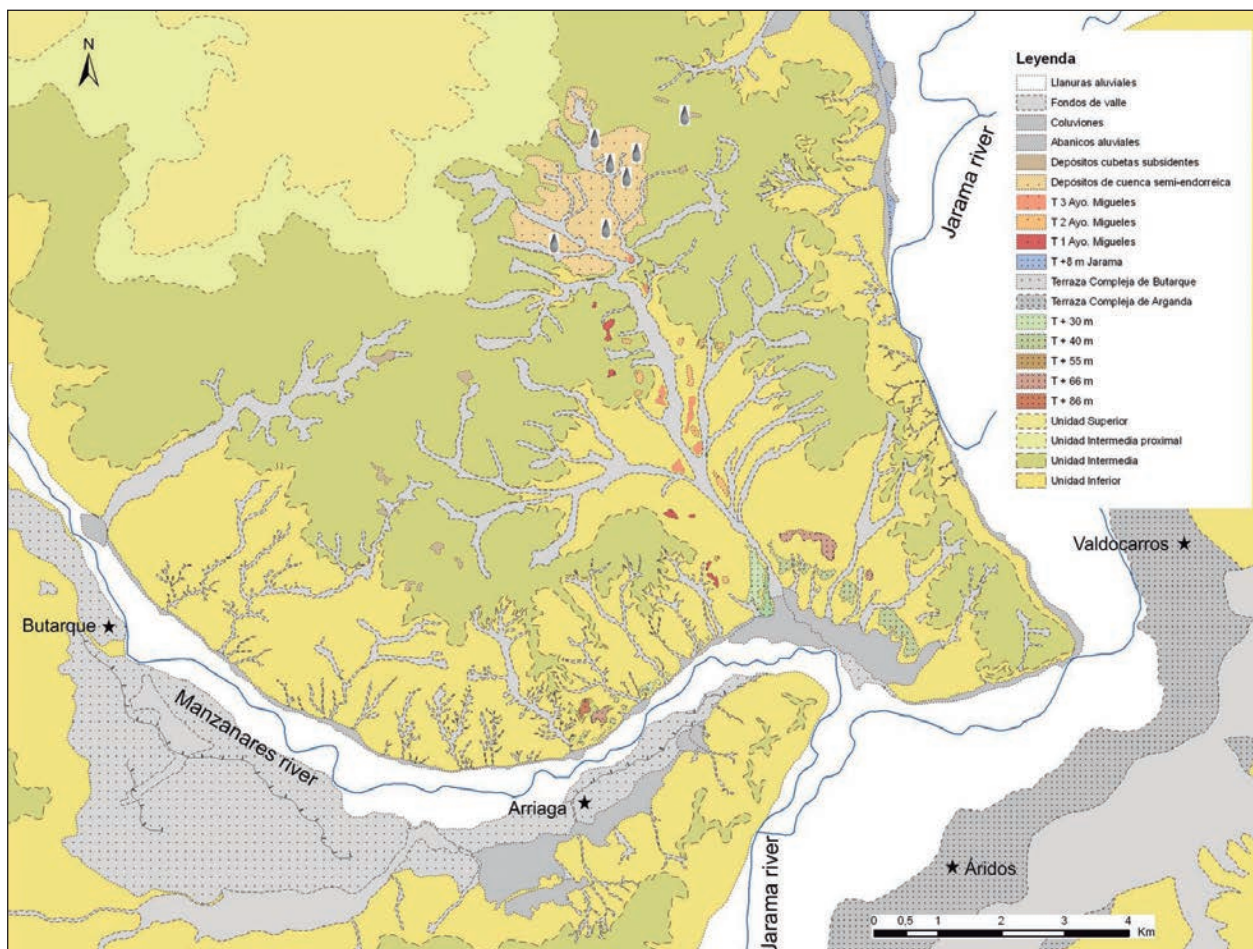 N
Leyenda
Llanuras aluviales
Fondos de valle
Coluviones
Abanicos aluviales
Depósitos cubetas subsidentes
Depósitos de cuenca semi-endorreica
T 3 Ayo. Migueles
T 2 Ayo. Migueles
T 1 Ayo. Migueles
T +8 m Jarama
Terraza Compleja de Butarque
Terraza Compleja de Arganda
T + 30 m
T + 40 m
T + 55 m
T + 66 m
T + 86 m
Unidad Superior
Unidad Intermedia proximal
Unidad Intermedia
Unidad Inferior
Jarama river
Valdocarros
Butarque
Manzanares river
Arriaga
Jarama river
Áridos
0 0,5 1 2 3 4
Km